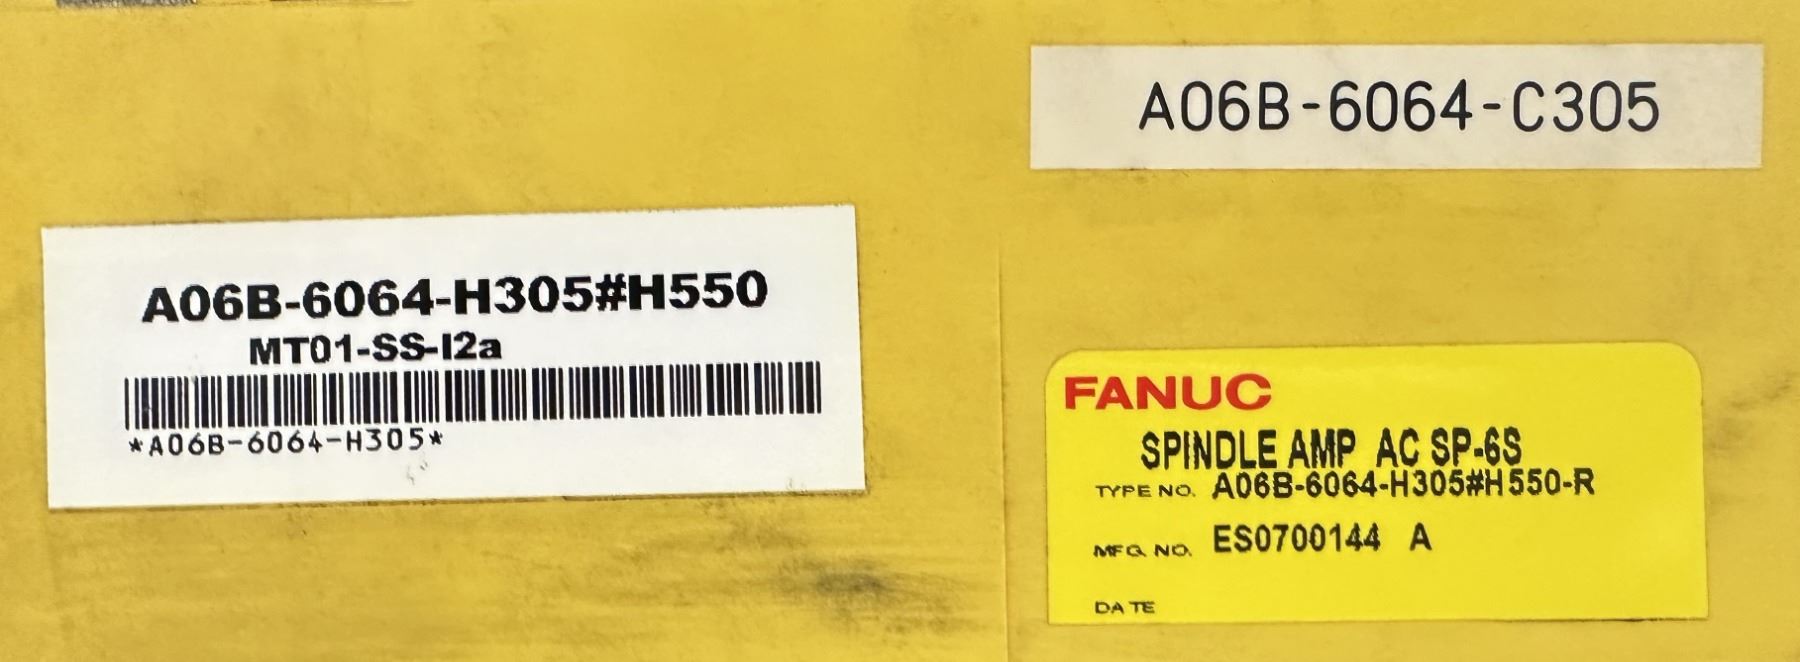 A06B-6064-C305
A06B-6064-H305#H550
MT01-SS-I2a
*A06B-6064-H305*
FANUC
SPINDLE AMP AC SP-6S
TYPE NO. A06B-6064-H305#H550-R
MFG. NO. ES0700144 A
DATE